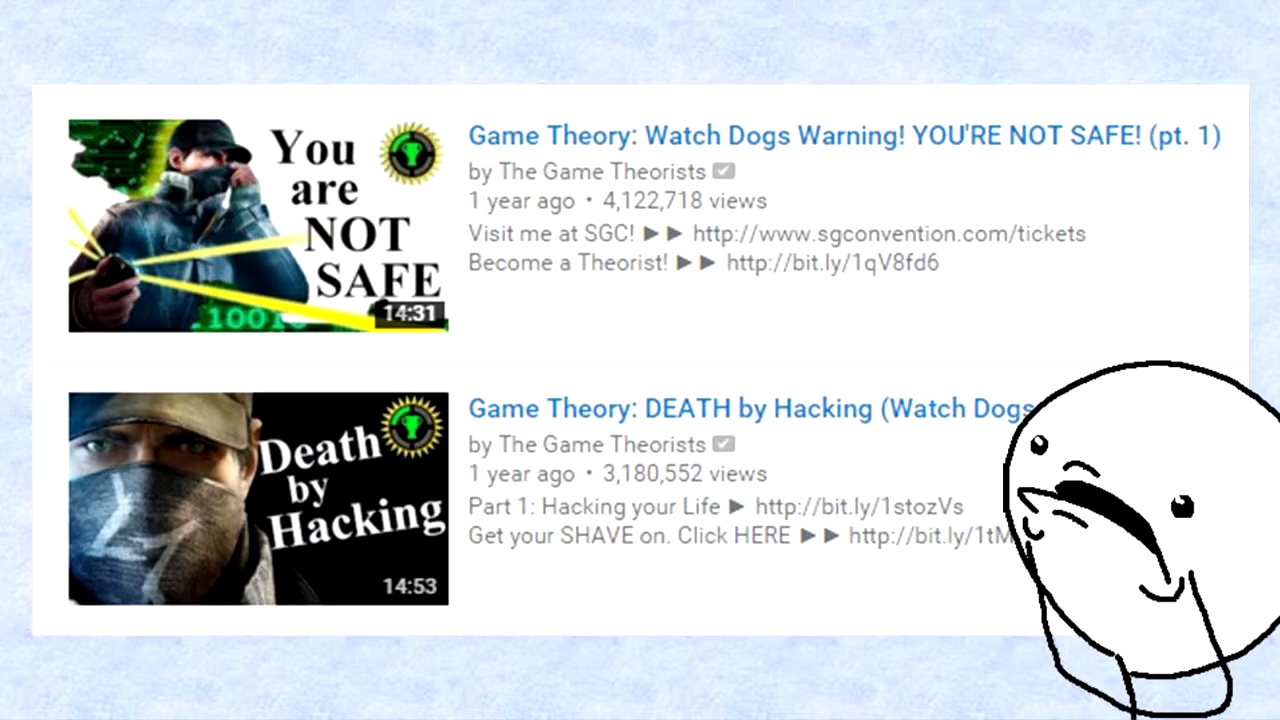 You
are
NOT
SAFE
14:31
Game Theory: Watch Dogs Warning! YOU'RE NOT SAFE! (pt. 1)
by The Game Theorists
1 year ago • 4,122,718 views
Visit me at SGC! ►► http://www.sgconvention.com/tickets
Become a Theorist! ►► http://bit.ly/1qV8fd6
Death
by
Hacking
14:53
Game Theory: DEATH by Hacking (Watch Dogs
by The Game Theorists
1 year ago • 3,180,552 views
Part 1: Hacking your Life ► http://bit.ly/1stozVs
Get your SHAVE on. Click HERE ►► http://bit.ly/1tM